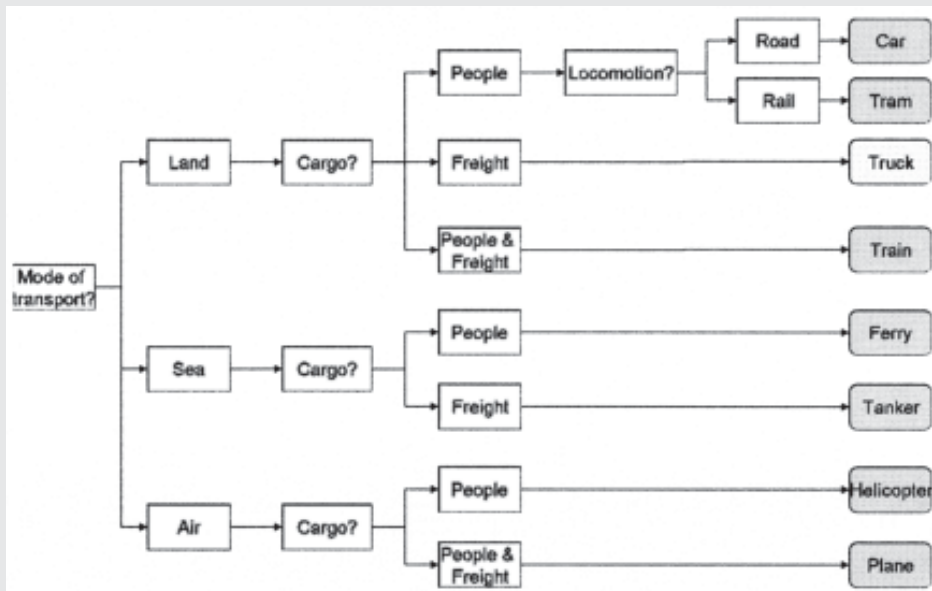 Road
Car
People
Locomotion?
Rail
Tram
Land
Cargo?
Freight
Truck
People &
Freight
Train
Mode of
transport?
People
Ferry
Sea
Cargo?
Freight
Tanker
People
Helicopter
Air
Cargo?
People &
Freight
Plane